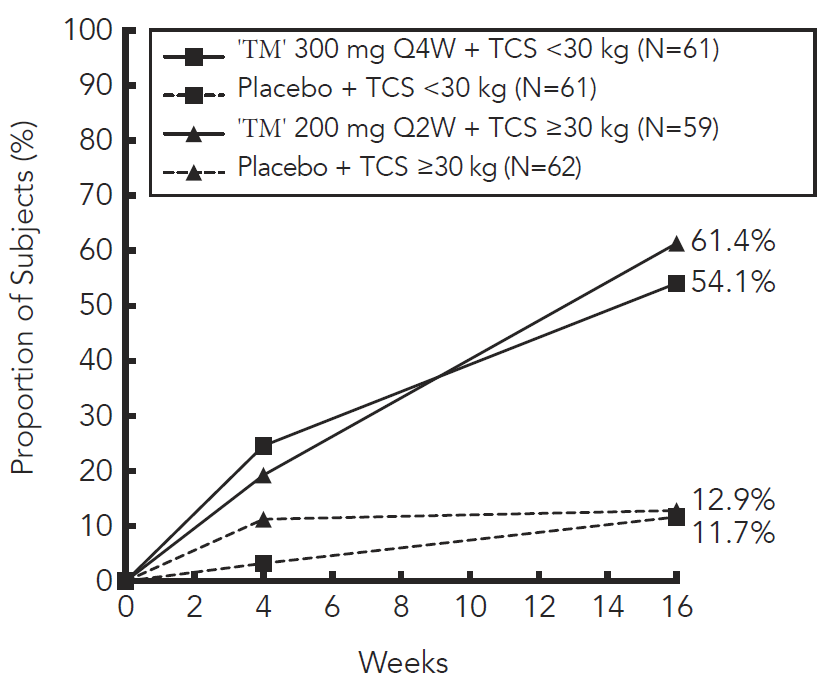 100
90
80
70
60
50
40
30
20
10
0
Proportion of Subjects (%)
'TM' 300 mg Q4W + TCS <30 kg (N=61)
Placebo + TCS <30 kg (N=61)
'TM' 200 mg Q2W + TCS ≥30 kg (N=59)
Placebo + TCS ≥30 kg (N=62)
61.4%
54.1%
12.9%
11.7%
0 2 4 6 8 10 12 14 16
Weeks